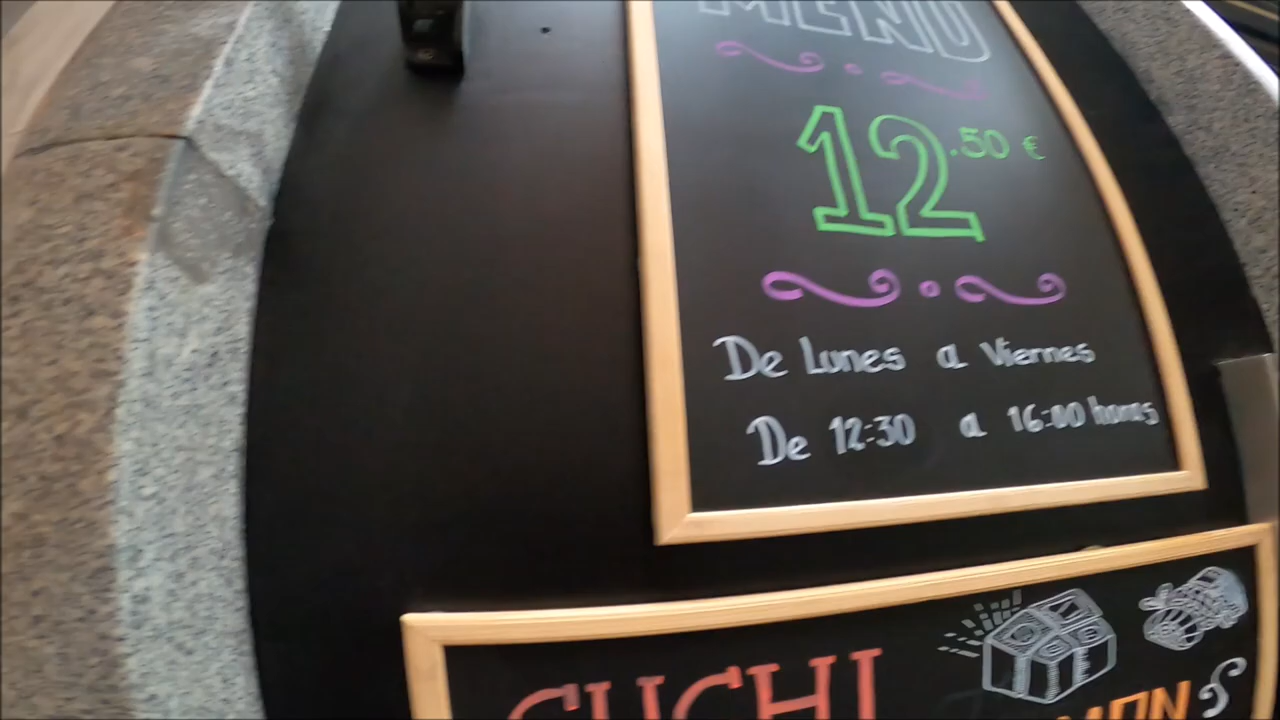 MENU
12.50 €
De Lunes a Viernes
De 12:30 a 16:00 horas
SUSHI